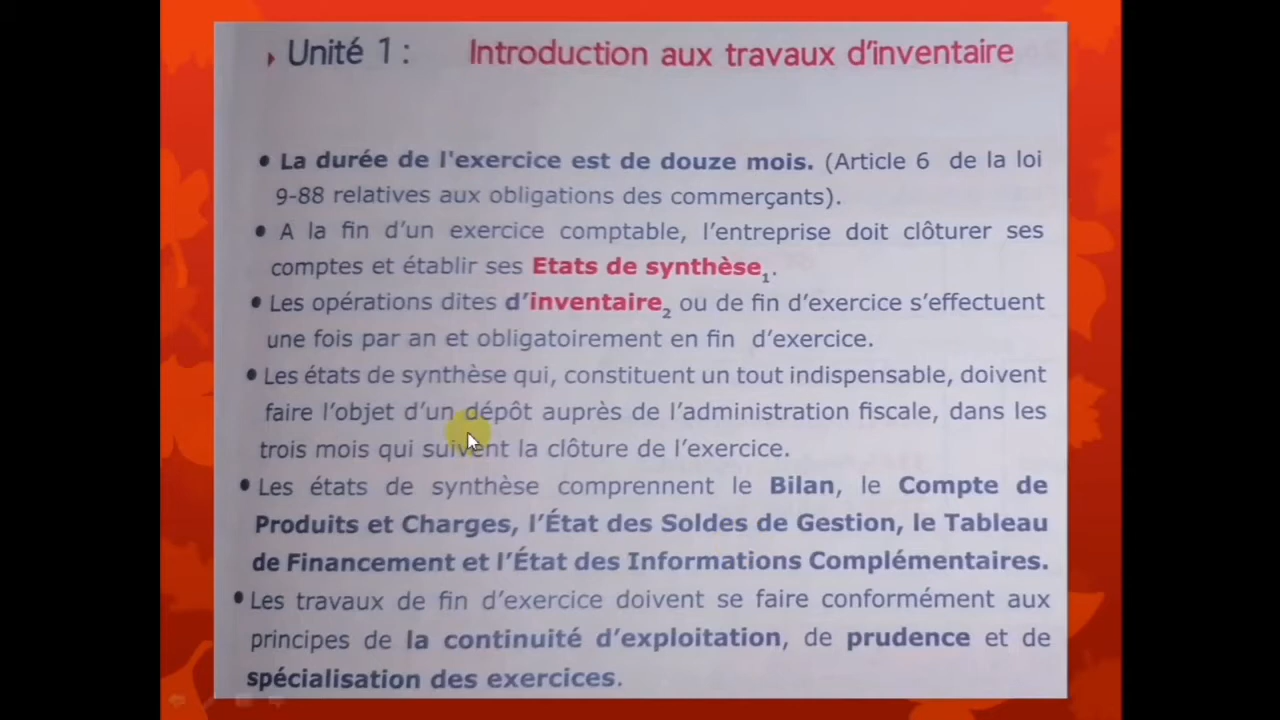 Unité 1 : Introduction aux travaux d’inventaire
• La durée de l'exercice est de douze mois. (Article 6 de la loi
9-88 relatives aux obligations des commerçants).
• A la fin d’un exercice comptable, l’entreprise doit clôturer ses
comptes et établir ses Etats de synthèse₁.
• Les opérations dites d’inventaire₂ ou de fin d’exercice s’effectuent
une fois par an et obligatoirement en fin d’exercice.
• Les états de synthèse qui, constituent un tout indispensable, doivent
faire l’objet d’un dépôt auprès de l’administration fiscale, dans les
trois mois qui suivent la clôture de l’exercice.
• Les états de synthèse comprennent le Bilan, le Compte de
Produits et Charges, l’État des Soldes de Gestion, le Tableau
de Financement et l’État des Informations Complémentaires.
• Les travaux de fin d’exercice doivent se faire conformément aux
principes de la continuité d’exploitation, de prudence et de
spécialisation des exercices.